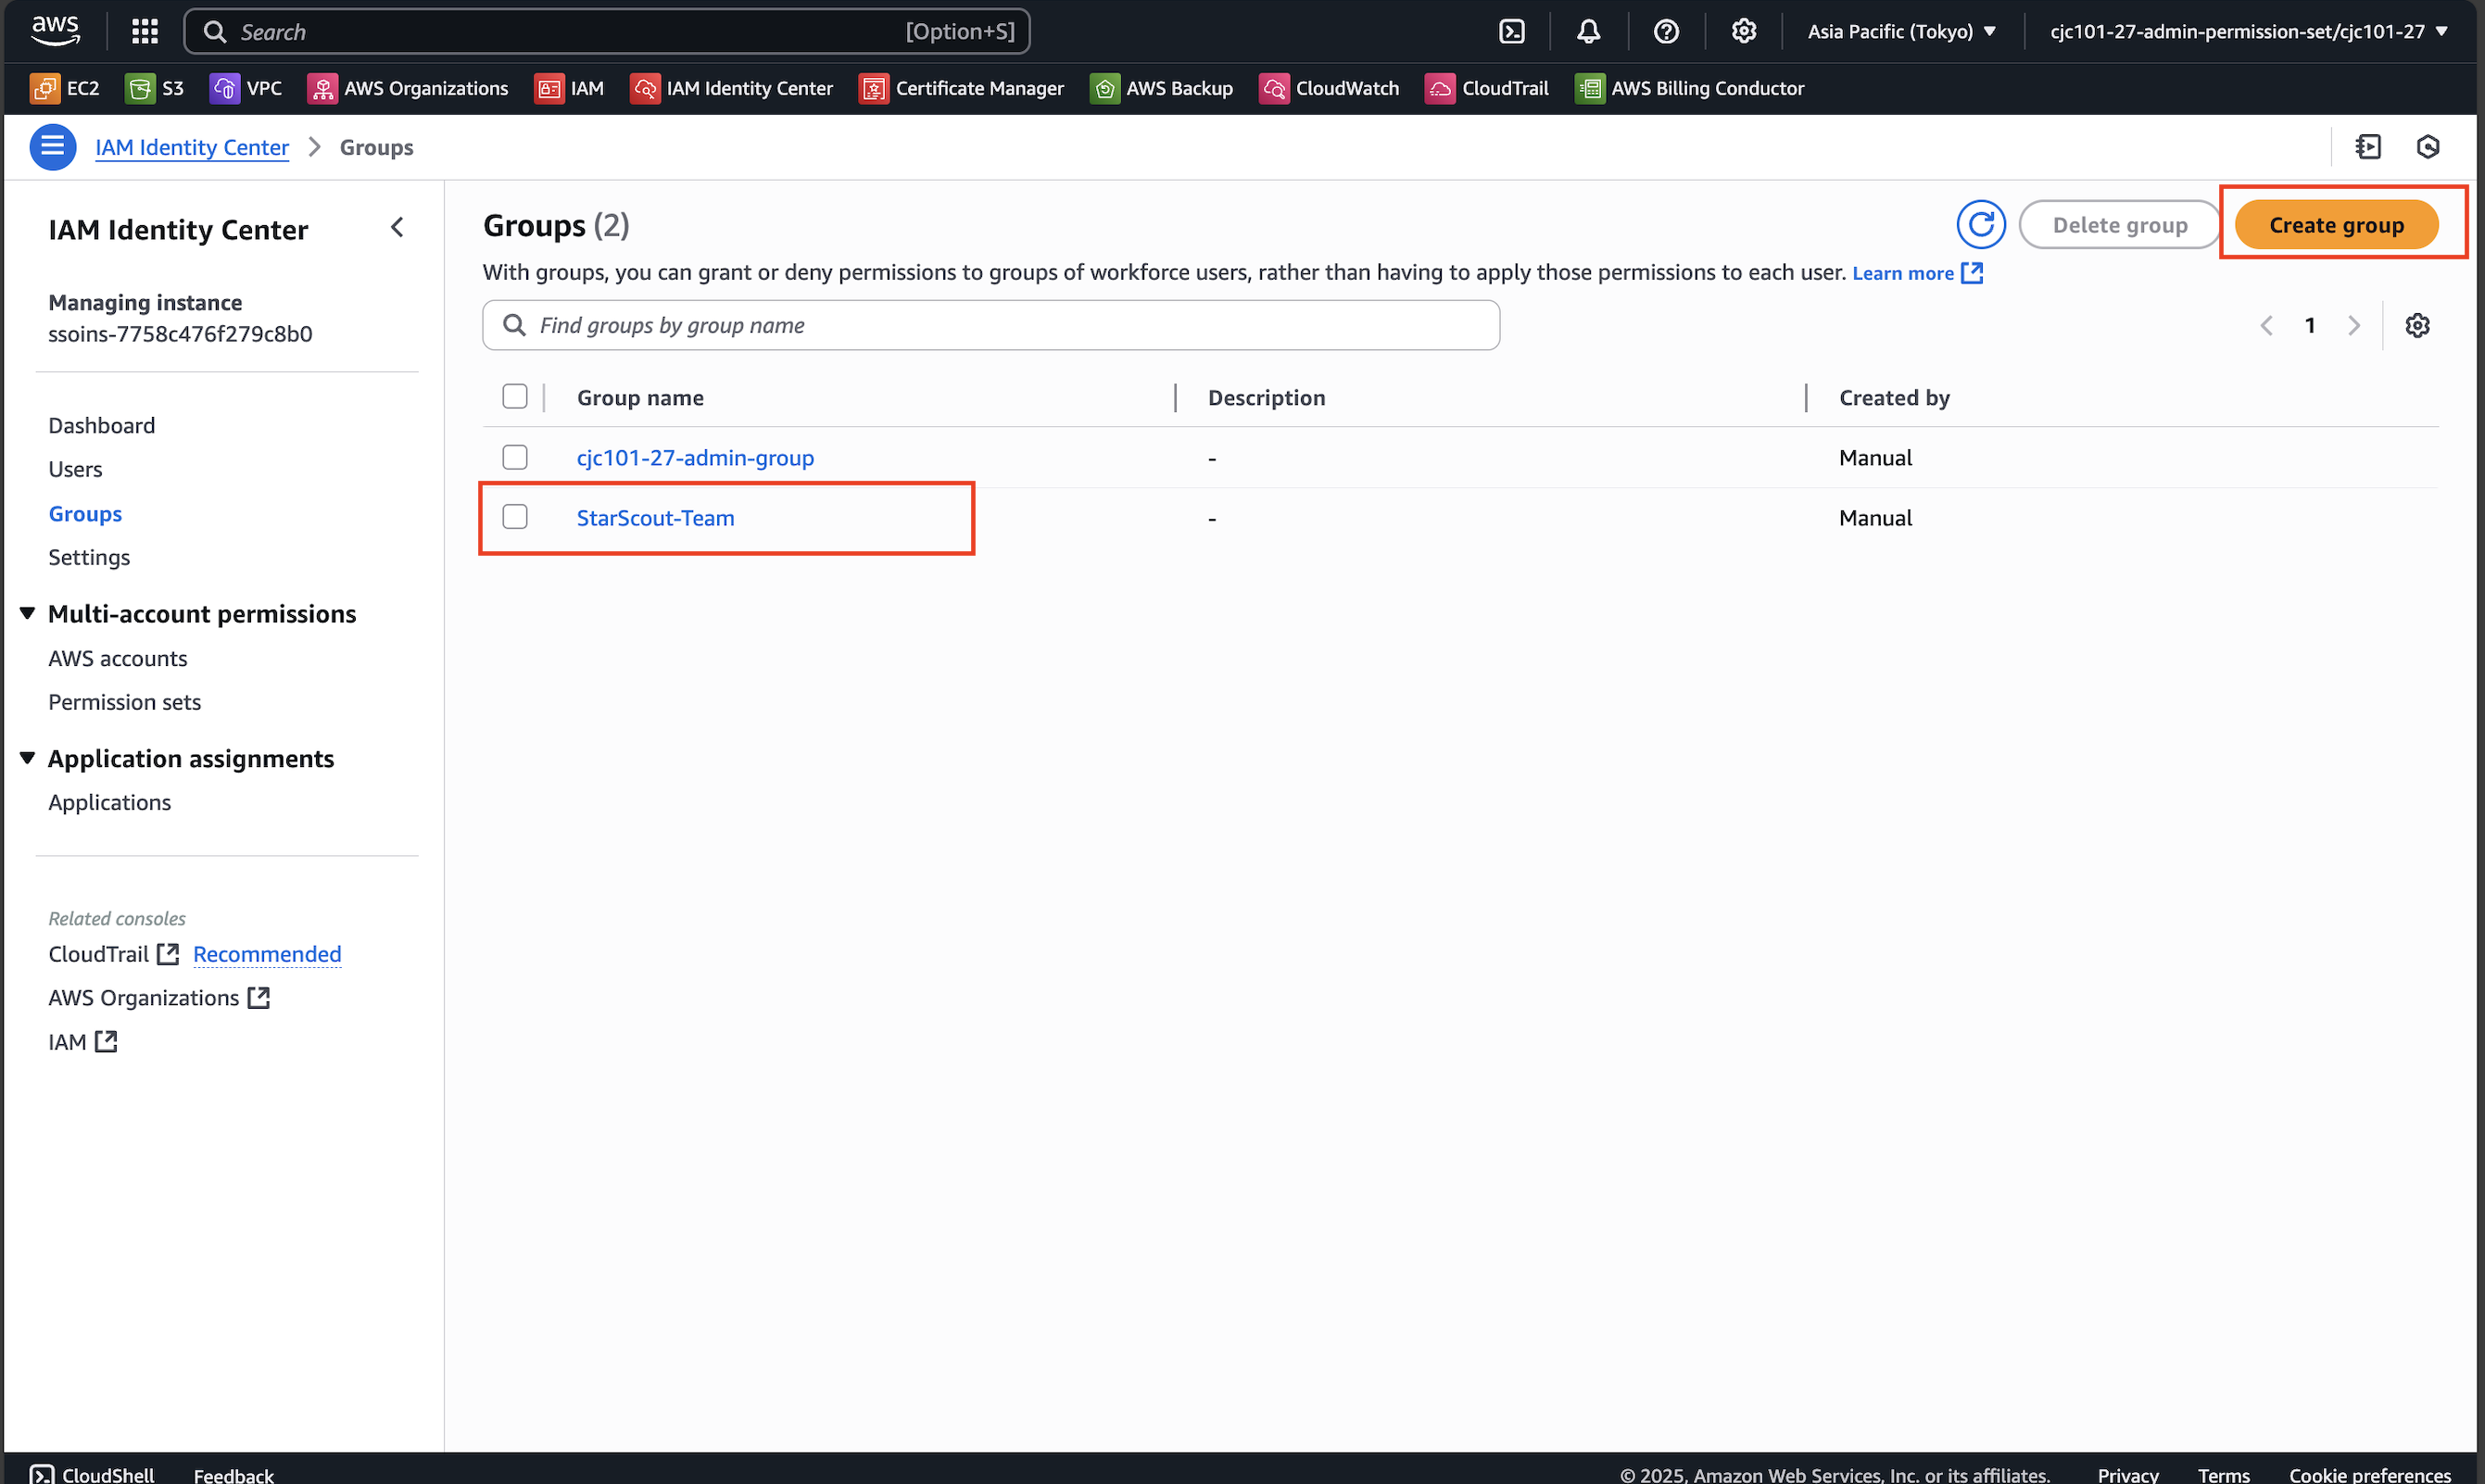 aws
Search [Option+S]
Asia Pacific (Tokyo) ▼
cjc101-27-admin-permission-set/cjc101-27 ▼
EC2 S3 VPC AWS Organizations IAM IAM Identity Center Certificate Manager AWS Backup CloudWatch CloudTrail AWS Billing Conductor
IAM Identity Center > Groups
IAM Identity Center
Managing instance
ssoins-7758c476f279c8b0
Dashboard
Users
Groups
Settings
Multi-account permissions
AWS accounts
Permission sets
Application assignments
Applications
Related consoles
CloudTrail Recommended
AWS Organizations
IAM
Groups (2)
Delete group
Create group
With groups, you can grant or deny permissions to groups of workforce users, rather than having to apply those permissions to each user. Learn more
Find groups by group name
1
Group name Description Created by
cjc101-27-admin-group - Manual
StarScout-Team - Manual
CloudShell Feedback
© 2025, Amazon Web Services, Inc. or its affiliates. Privacy Terms Cookie preferences